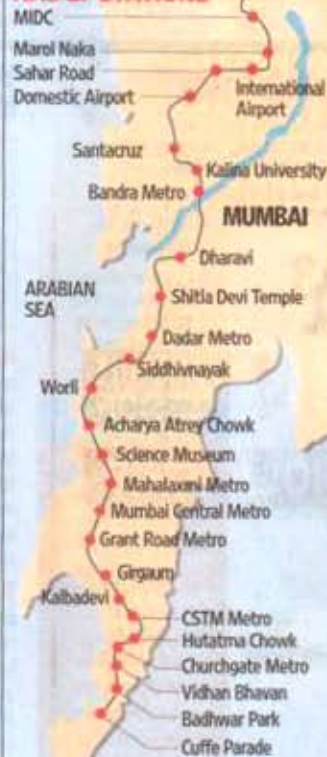 MIDC
Marol Naka
Sahar Road
International
Airport
Domestic Airport
Santacruz
Kalina University
Bandra Metro
MUMBAI
Dharavi
ARABIAN
SEA
Shitla Devi Temple
Dadar Metro
Siddhivnayak
Worli
Acharya Atrey Chowk
Science Museum
Mahalaxmi Metro
Mumbai Central Metro
Grant Road Metro
Girgaum
Kalbadevi
CSTM Metro
Hutatma Chowk
Churchgate Metro
Vidhan Bhavan
Badhwar Park
Cuffe Parade